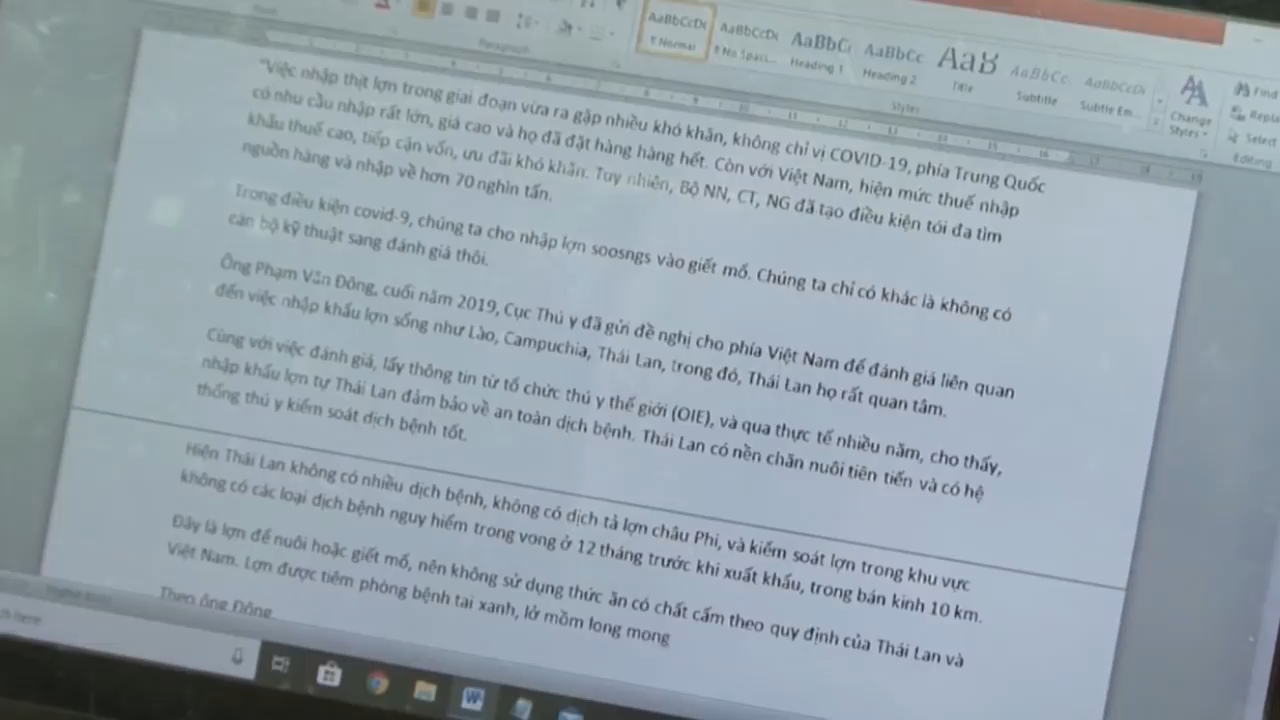 AaBbCcDc
AaBbCcDc
AaBbC
AaBbCc
AaB
AaBbCc.
AaBbCcDc
¶ Normal
¶ No Spaci...
Heading 1
Heading 2
Title
Subtitle
Subtle Em...
Change
Styles
Find
Repla
Select
Editing
Paragraph
Styles
"Việc nhập thịt lợn trong giai đoạn vừa ra gặp nhiều khó khăn, không chỉ vị COVID-19, phía Trung Quốc
có nhu cầu nhập rất lớn, giá cao và họ đã đặt hàng hàng hết. Còn với Việt Nam, hiện mức thuế nhập
khẩu thuế cao, tiếp cận vốn, ưu đãi khó khăn. Tuy nhiên, Bộ NN, CT, NG đã tạo điều kiện tối đa tìm
nguồn hàng và nhập về hơn 70 nghìn tấn.
Trong điều kiện covid-9, chúng ta cho nhập lợn soosngs vào giết mổ. Chúng ta chỉ có khác là không có
cán bộ kỹ thuật sang đánh giá thôi.
Ông Phạm Văn Đông, cuối năm 2019, Cục Thú y đã gửi đề nghị cho phía Việt Nam để đánh giá liên quan
đến việc nhập khẩu lợn sống như Lào, Campuchia, Thái Lan, trong đó, Thái Lan họ rất quan tâm.
Cùng với việc đánh giá, lấy thông tin từ tổ chức thú y thế giới (OIE), và qua thực tế nhiều năm, cho thấy,
nhập khẩu lợn tự Thái Lan đảm bảo về an toàn dịch bệnh. Thái Lan có nền chăn nuôi tiên tiến và có hệ
thống thú y kiểm soát dịch bệnh tốt.
Hiện Thái Lan không có nhiều dịch bệnh, không có dịch tả lợn châu Phi, và kiểm soát lợn trong khu vực
không có các loại dịch bệnh nguy hiểm trong vong ở 12 tháng trước khi xuất khẩu, trong bán kinh 10 km.
Đây là lợn để nuôi hoặc giết mổ, nên không sử dụng thức ăn có chất cấm theo quy định của Thái Lan và
Việt Nam. Lợn được tiêm phòng bệnh tai xanh, lở mồm long mong
Theo ông Đông
here